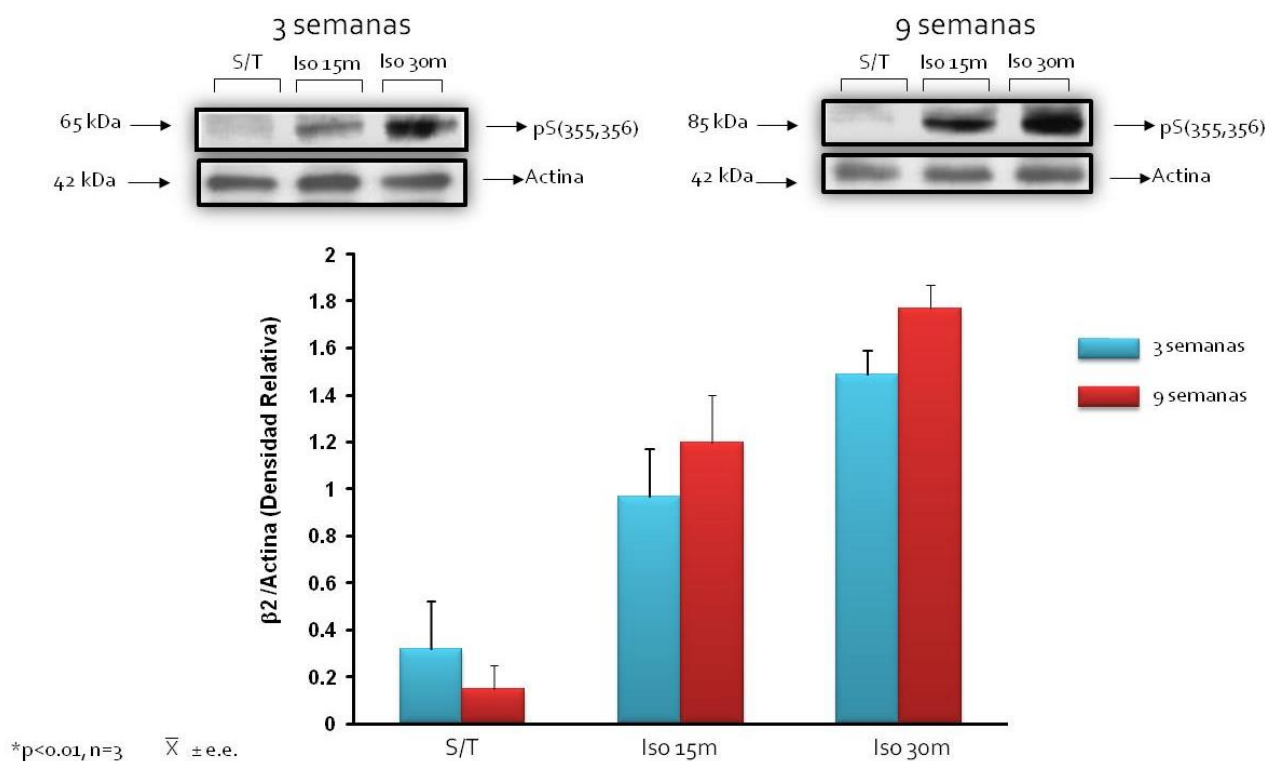 3 semanas
S/T Iso 15m Iso 30m
65 kDa
pS(355,356)
42 kDa
Actina
9 semanas
S/T Iso 15m Iso 30m
85 kDa
pS(355,356)
42 kDa
Actina
β2 /Actina (Densidad Relativa)
2
1.8
1.6
1.4
1.2
1
0.8
0.6
0.4
0.2
0
S/T Iso 15m Iso 30m
3 semanas
9 semanas
*p<0.01, n=3 X̅ ± e.e.